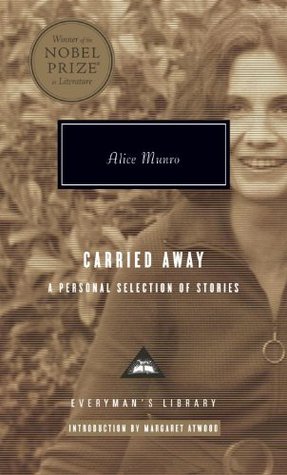 Winner of the
NOBEL
PRIZE®
in Literature
Alice Munro
CARRIED AWAY
A PERSONAL SELECTION OF STORIES
EVERYMAN'S LIBRARY
INTRODUCTION BY MARGARET ATWOOD